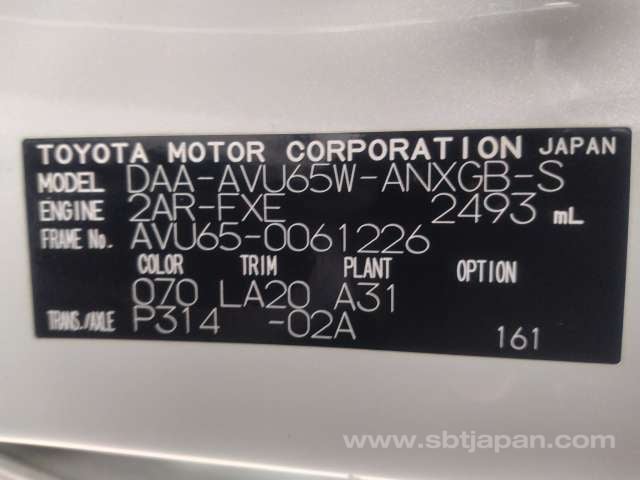 TOYOTA MOTOR CORPORATION JAPAN
MODEL DAA-AVU65W-ANXGB-S
ENGINE 2AR-FXE 2493 mL
FRAME No. AVU65-0061226
COLOR TRIM PLANT OPTION
070 LA20 A31
TRANS./AXLE P314 -02A 161
www.sbtjapan.com